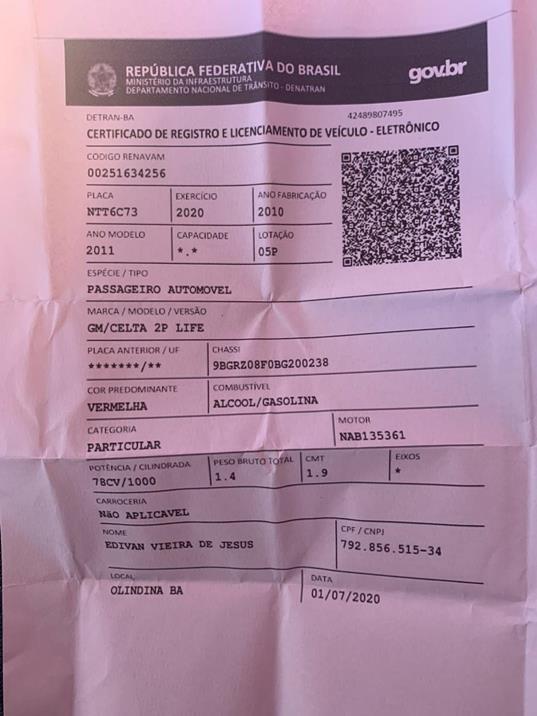 REPÚBLICA FEDERATIVA DO BRASIL
MINISTÉRIO DA INFRAESTRUTURA
DEPARTAMENTO NACIONAL DE TRÂNSITO - DENATRAN
gov.br
DETRAN-BA
42489807495
CERTIFICADO DE REGISTRO E LICENCIAMENTO DE VEÍCULO - ELETRÔNICO
CÓDIGO RENAVAM
00251634256
PLACA EXERCÍCIO ANO FABRICAÇÃO
NTT6C73 2020 2010
ANO MODELO CAPACIDADE LOTAÇÃO
2011 *.* 05P
ESPÉCIE / TIPO
PASSAGEIRO AUTOMOVEL
MARCA / MODELO / VERSÃO
GM/CELTA 2P LIFE
PLACA ANTERIOR / UF CHASSI
*******/** 9BGRZ08F0BG200238
COR PREDOMINANTE COMBUSTÍVEL
VERMELHA ALCOOL/GASOLINA
CATEGORIA MOTOR
PARTICULAR NAB135361
POTÊNCIA / CILINDRADA PESO BRUTO TOTAL CMT EIXOS
78CV/1000 1.4 1.9 *
CARROCERIA
NãO APLICAVEL
NOME CPF / CNPJ
EDIVAN VIEIRA DE JESUS 792.856.515-34
LOCAL DATA
OLINDINA BA 01/07/2020